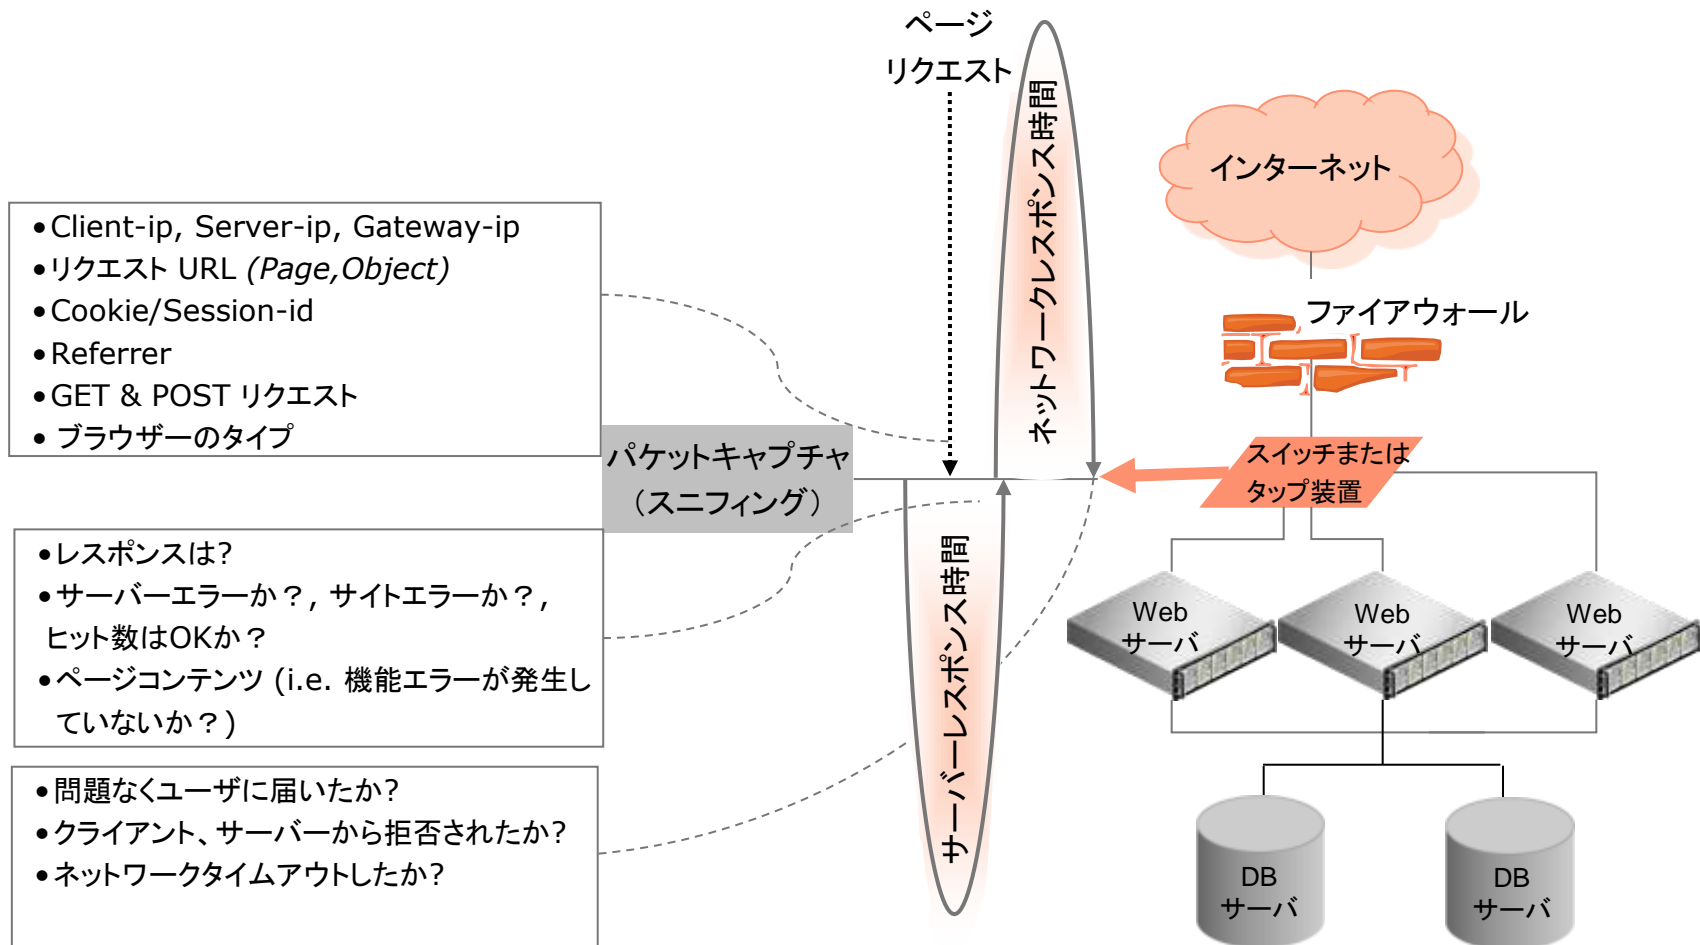 ページ
リクエスト
ネットワークレスポンス時間
インターネット
ファイアウォール
•Client-ip, Server-ip, Gateway-ip
•リクエスト URL (Page,Object)
•Cookie/Session-id
•Referrer
•GET & POST リクエスト
• ブラウザーのタイプ
パケットキャプチャ
（スニフィング）
スイッチまたは
タップ装置
•レスポンスは?
•サーバーエラーか？, サイトエラーか？,
ヒット数はOKか？
•ページコンテンツ (i.e. 機能エラーが発生し
ていないか？)
サーバーレスポンス時間
Web
サーバ
Web
サーバ
Web
サーバ
•問題なくユーザに届いたか?
•クライアント、サーバーから拒否されたか?
•ネットワークタイムアウトしたか?
DB
サーバ
DB
サーバ